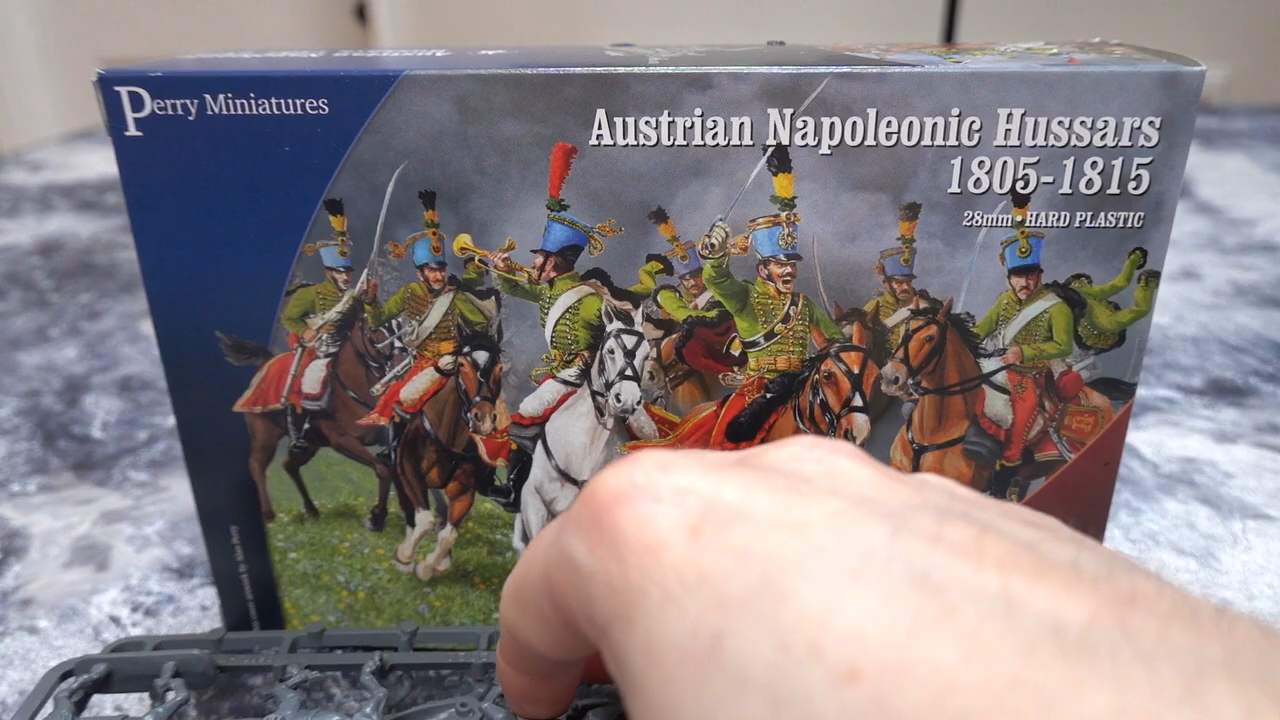 Perry Miniatures
Austrian Napoleonic Hussars
1805-1815
28mm HARD PLASTIC